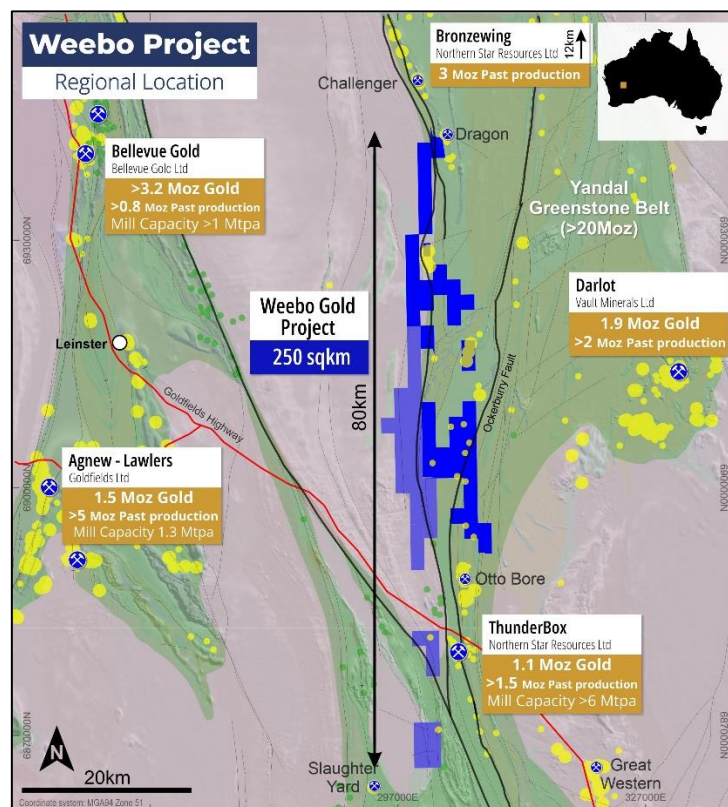 Weebo Project
Regional Location
Bronzewing
Northern Star Resources Ltd
3 Moz Past production
12km
Challenger
Dragon
Bellevue Gold
Bellevue Gold Ltd
>3.2 Moz Gold
>0.8 Moz Past production
Mill Capacity >1 Mtpa
Yandal
Greenstone Belt
(>20Moz)
6930000N
6930000N
Weebo Gold
Project
250 sqkm
Darlot
Vault Minerals Ltd
1.9 Moz Gold
>2 Moz Past production
Leinster
Goldfields Highway
80km
Ockerburry Fault
Agnew - Lawlers
Goldfields Ltd
1.5 Moz Gold
>5 Moz Past production
Mill Capacity 1.3 Mtpa
6900000N
6900000N
Otto Bore
ThunderBox
Northern Star Resources Ltd
1.1 Moz Gold
>1.5 Moz Past production
Mill Capacity >6 Mtpa
6870000N
6870000N
N
20km
Slaughter
Yard
Great
Western
297000E
327000E
Coordinate system: MGA94 Zone 51